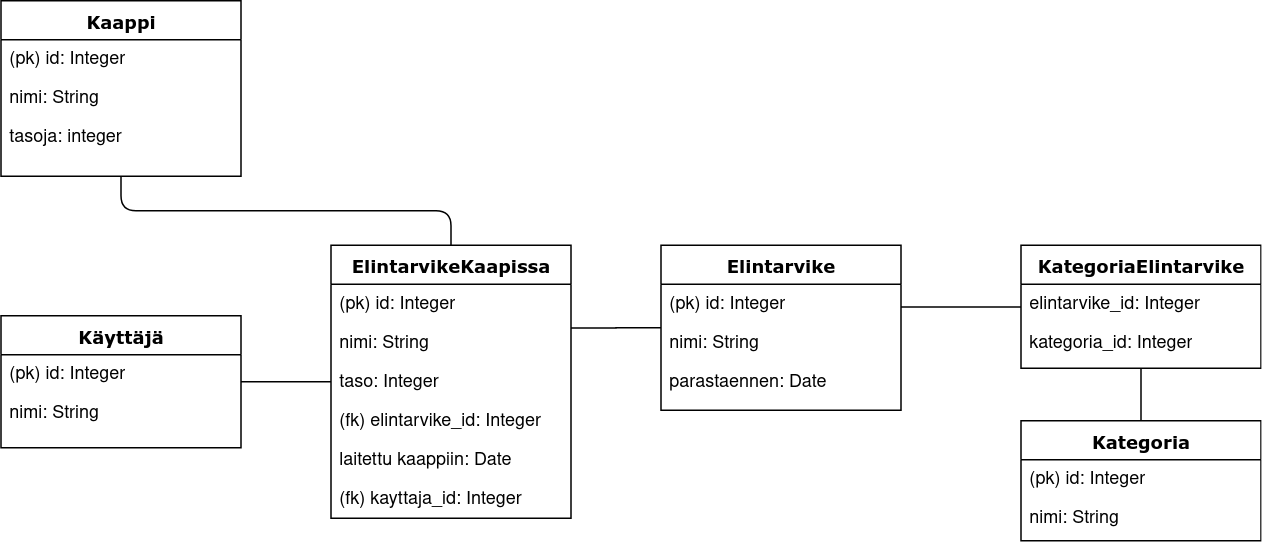 Kaappi
(pk) id: Integer
nimi: String
tasoja: integer
Käyttäjä
(pk) id: Integer
nimi: String
ElintarvikeKaapissa
(pk) id: Integer
nimi: String
taso: Integer
(fk) elintarvike_id: Integer
laitettu kaappiin: Date
(fk) kayttaja_id: Integer
Elintarvike
(pk) id: Integer
nimi: String
parastaennen: Date
KategoriaElintarvike
elintarvike_id: Integer
kategoria_id: Integer
Kategoria
(pk) id: Integer
nimi: String